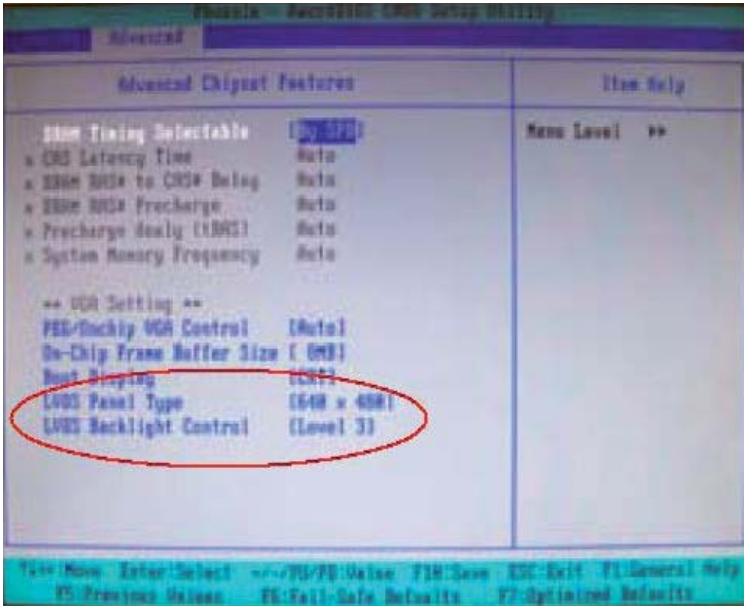 Phoenix - AwardBIOS CMOS Setup Utility
Advanced
Advanced Chipset Features
Item Help
DRAM Timing Selectable [By SPD]
Menu Level ▸▸
x CAS Latency Time Auto
x DRAM RAS# to CAS# Delay Auto
x DRAM RAS# Precharge Auto
x Precharge dealy (tRAS) Auto
x System Memory Frequency Auto
** VGA Setting **
PEG/Onchip VGA Control [Auto]
On-Chip Frame Buffer Size [ 8MB]
Boot Display [CRT]
LVDS Panel Type [640 x 480]
LVDS Backlight Control [Level 3]
Move Enter:Select +/-/PU/PD:Value F10:Save ESC:Exit F1:General Help
F5:Previous Values F6:Fail-Safe Defaults F7:Optimized Defaults